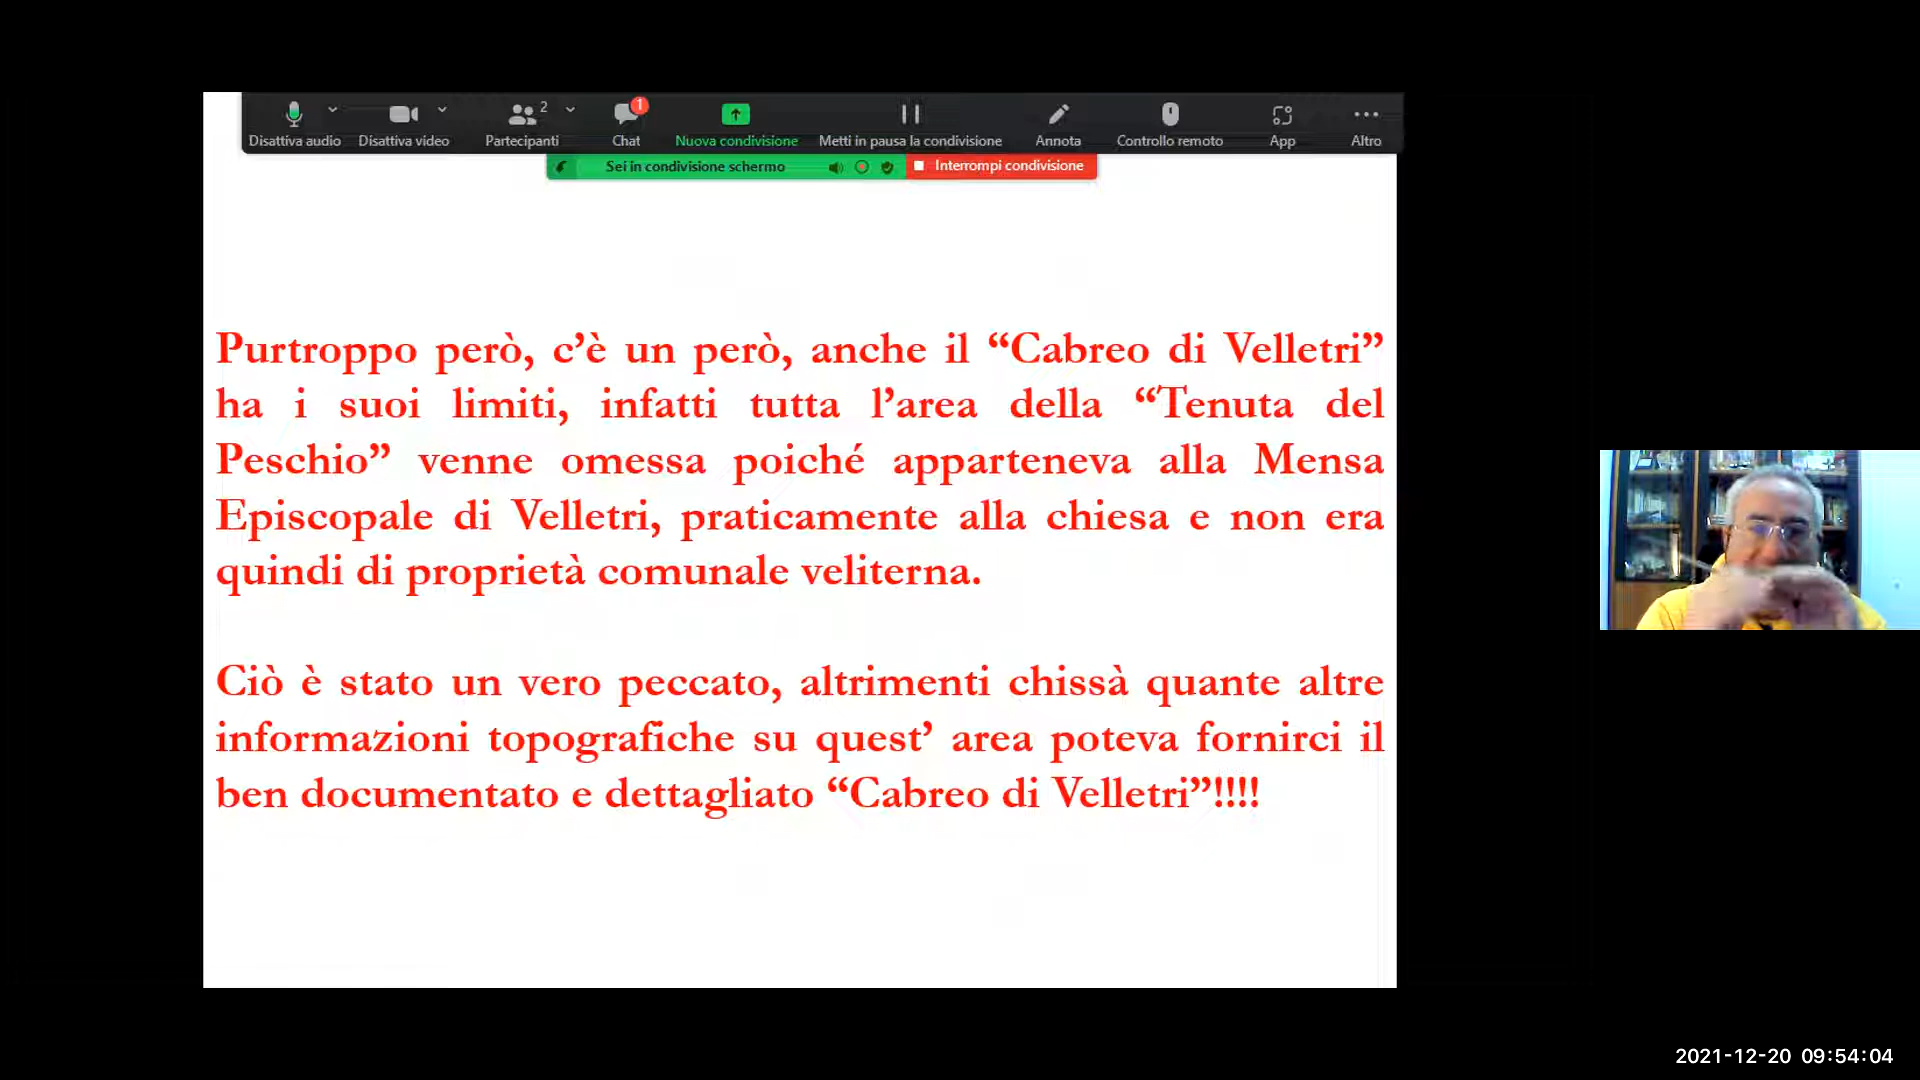 2
1
Disattiva audio Disattiva video Partecipanti Chat Nuova condivisione Metti in pausa la condivisione Annota Controllo remoto App Altro
Sei in condivisione schermo Interrompi condivisione
Purtroppo però, c’è un però, anche il “Cabreo di Velletri”
ha i suoi limiti, infatti tutta l’area della “Tenuta del
Peschio” venne omessa poiché apparteneva alla Mensa
Episcopale di Velletri, praticamente alla chiesa e non era
quindi di proprietà comunale veliterna.
Ciò è stato un vero peccato, altrimenti chissà quante altre
informazioni topografiche su quest’ area poteva fornirci il
ben documentato e dettagliato “Cabreo di Velletri”!!!!
2021-12-20 09:54:04